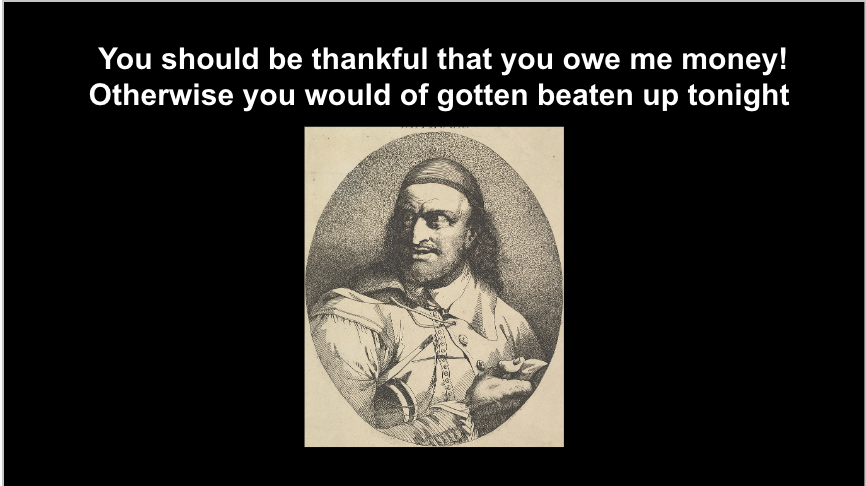 You should be thankful that you owe me money!
Otherwise you would of gotten beaten up tonight